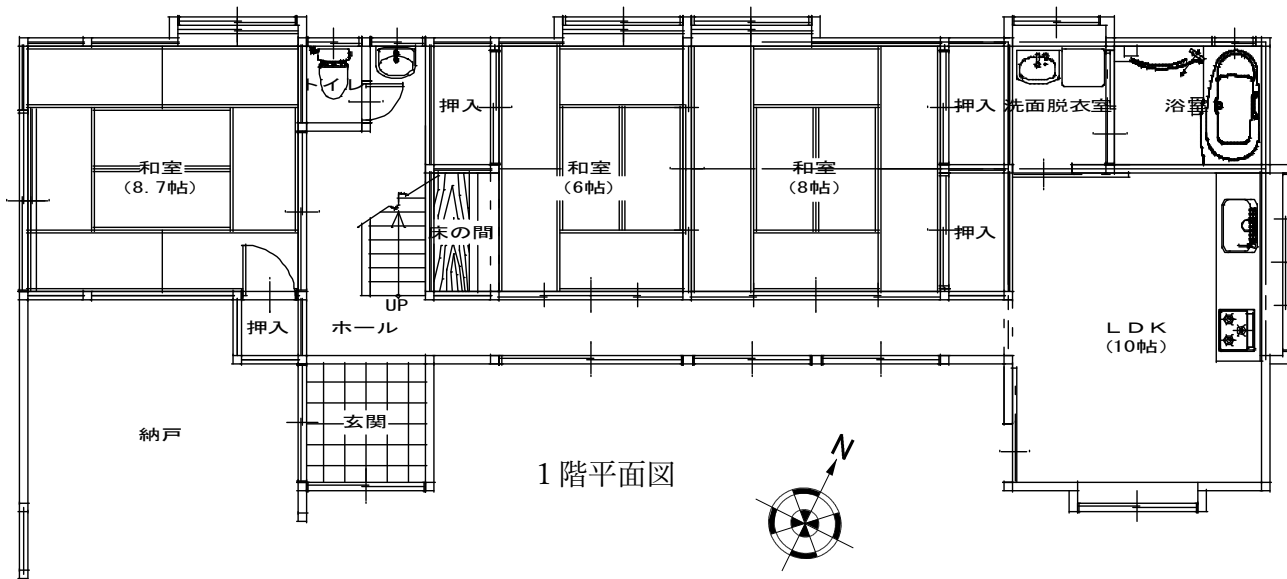 トイレ
押入
押入
洗面脱衣室
浴室
和室
(8.7帖)
和室
(6帖)
和室
(8帖)
床の間
押入
UP
押入
ホール
LDK
(10帖)
玄関
納戸
1階平面図
N